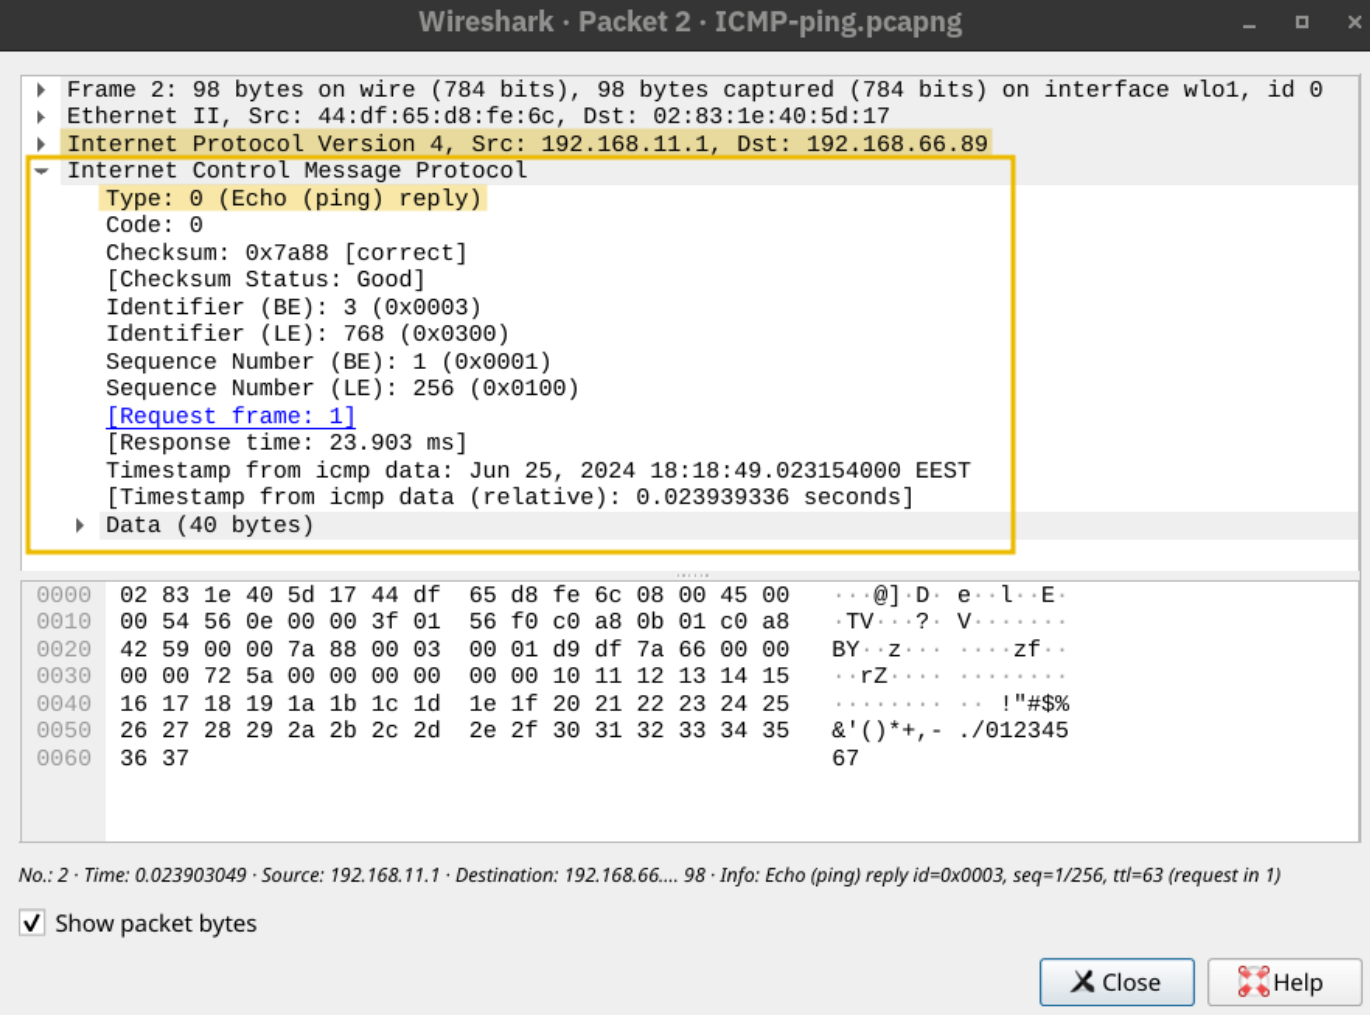 Wireshark · Packet 2 · ICMP-ping.pcapng
Frame 2: 98 bytes on wire (784 bits), 98 bytes captured (784 bits) on interface wlo1, id 0
Ethernet II, Src: 44:df:65:d8:fe:6c, Dst: 02:83:1e:40:5d:17
Internet Protocol Version 4, Src: 192.168.11.1, Dst: 192.168.66.89
Internet Control Message Protocol
Type: 0 (Echo (ping) reply)
Code: 0
Checksum: 0x7a88 [correct]
[Checksum Status: Good]
Identifier (BE): 3 (0x0003)
Identifier (LE): 768 (0x0300)
Sequence Number (BE): 1 (0x0001)
Sequence Number (LE): 256 (0x0100)
[Request frame: 1]
[Response time: 23.903 ms]
Timestamp from icmp data: Jun 25, 2024 18:18:49.023154000 EEST
[Timestamp from icmp data (relative): 0.023939336 seconds]
Data (40 bytes)
0000 02 83 1e 40 5d 17 44 df 65 d8 fe 6c 08 00 45 00 ···@]·D· e··l··E·
0010 00 54 56 0e 00 00 3f 01 56 f0 c0 a8 0b 01 c0 a8 ·TV···?· V·······
0020 42 59 00 00 7a 88 00 03 00 01 d9 df 7a 66 00 00 BY··z··· ····zf··
0030 00 00 72 5a 00 00 00 00 00 00 10 11 12 13 14 15 ··rZ···· ········
0040 16 17 18 19 1a 1b 1c 1d 1e 1f 20 21 22 23 24 25 ········ ·· !"#$%
0050 26 27 28 29 2a 2b 2c 2d 2e 2f 30 31 32 33 34 35 &'()*+,- ./012345
0060 36 37 67
No.: 2 · Time: 0.023903049 · Source: 192.168.11.1 · Destination: 192.168.66.... 98 · Info: Echo (ping) reply id=0x0003, seq=1/256, ttl=63 (request in 1)
Show packet bytes
Close
Help